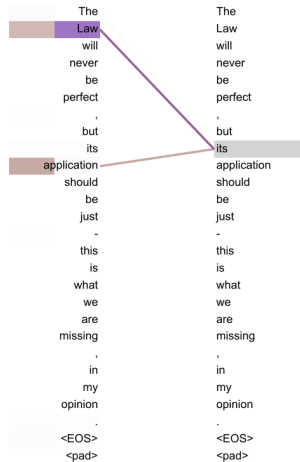 The The
Law Law
will will
never never
be be
perfect perfect
, ,
but but
its its
application application
should should
be be
just just
- -
this this
is is
what what
we we
are are
missing missing
, ,
in in
my my
opinion opinion
. .
<EOS> <EOS>
<pad> <pad>